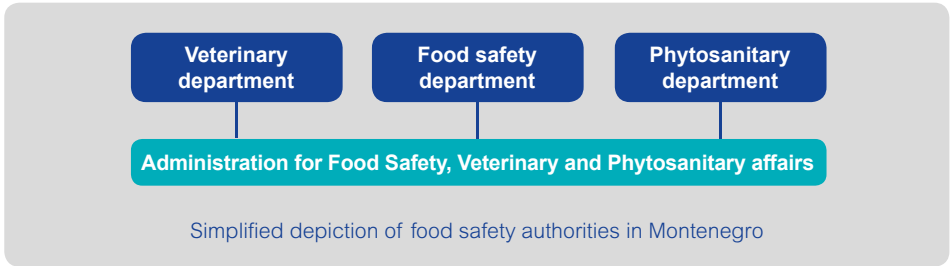 Veterinary
department
Food safety
department
Phytosanitary
department
Administration for Food Safety, Veterinary and Phytosanitary affairs
Simplified depiction of food safety authorities in Montenegro